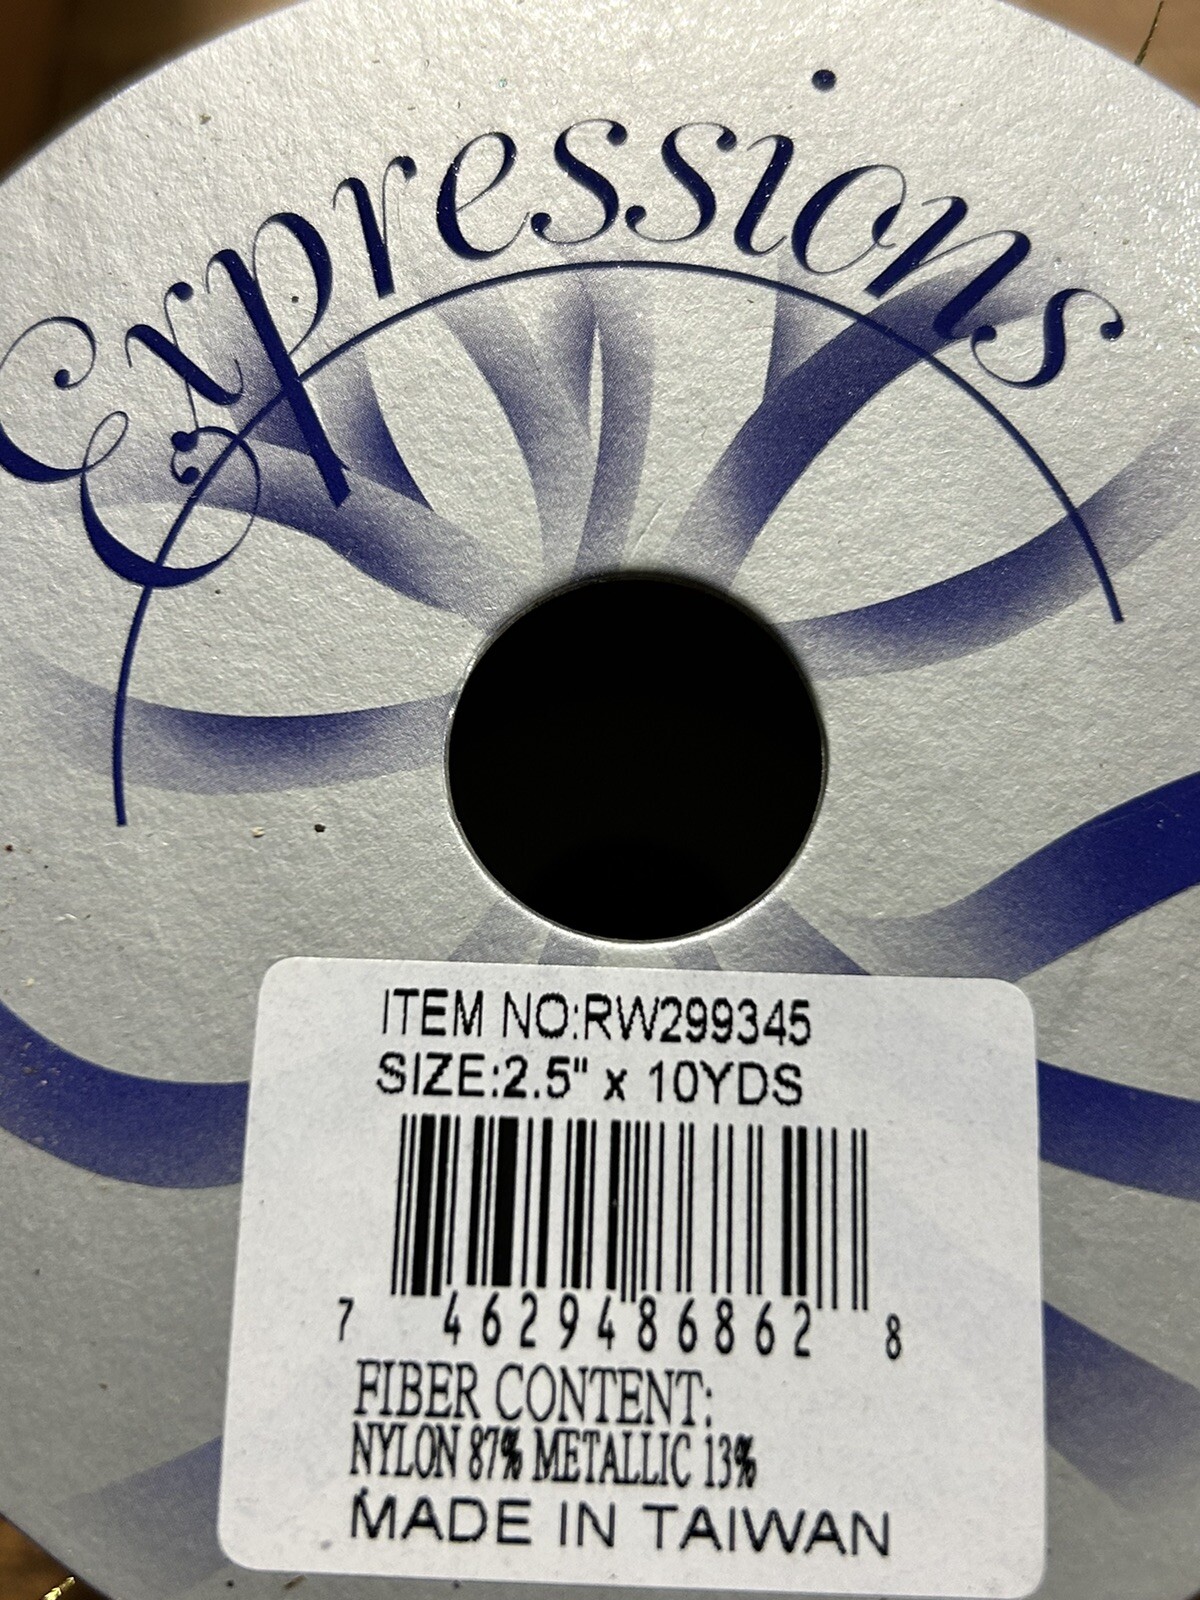 Expressions
ITEM NO:RW299345
SIZE:2.5" x 10YDS
7 46294 86862 8
FIBER CONTENT:
NYLON 87% METALLIC 13%
MADE IN TAIWAN